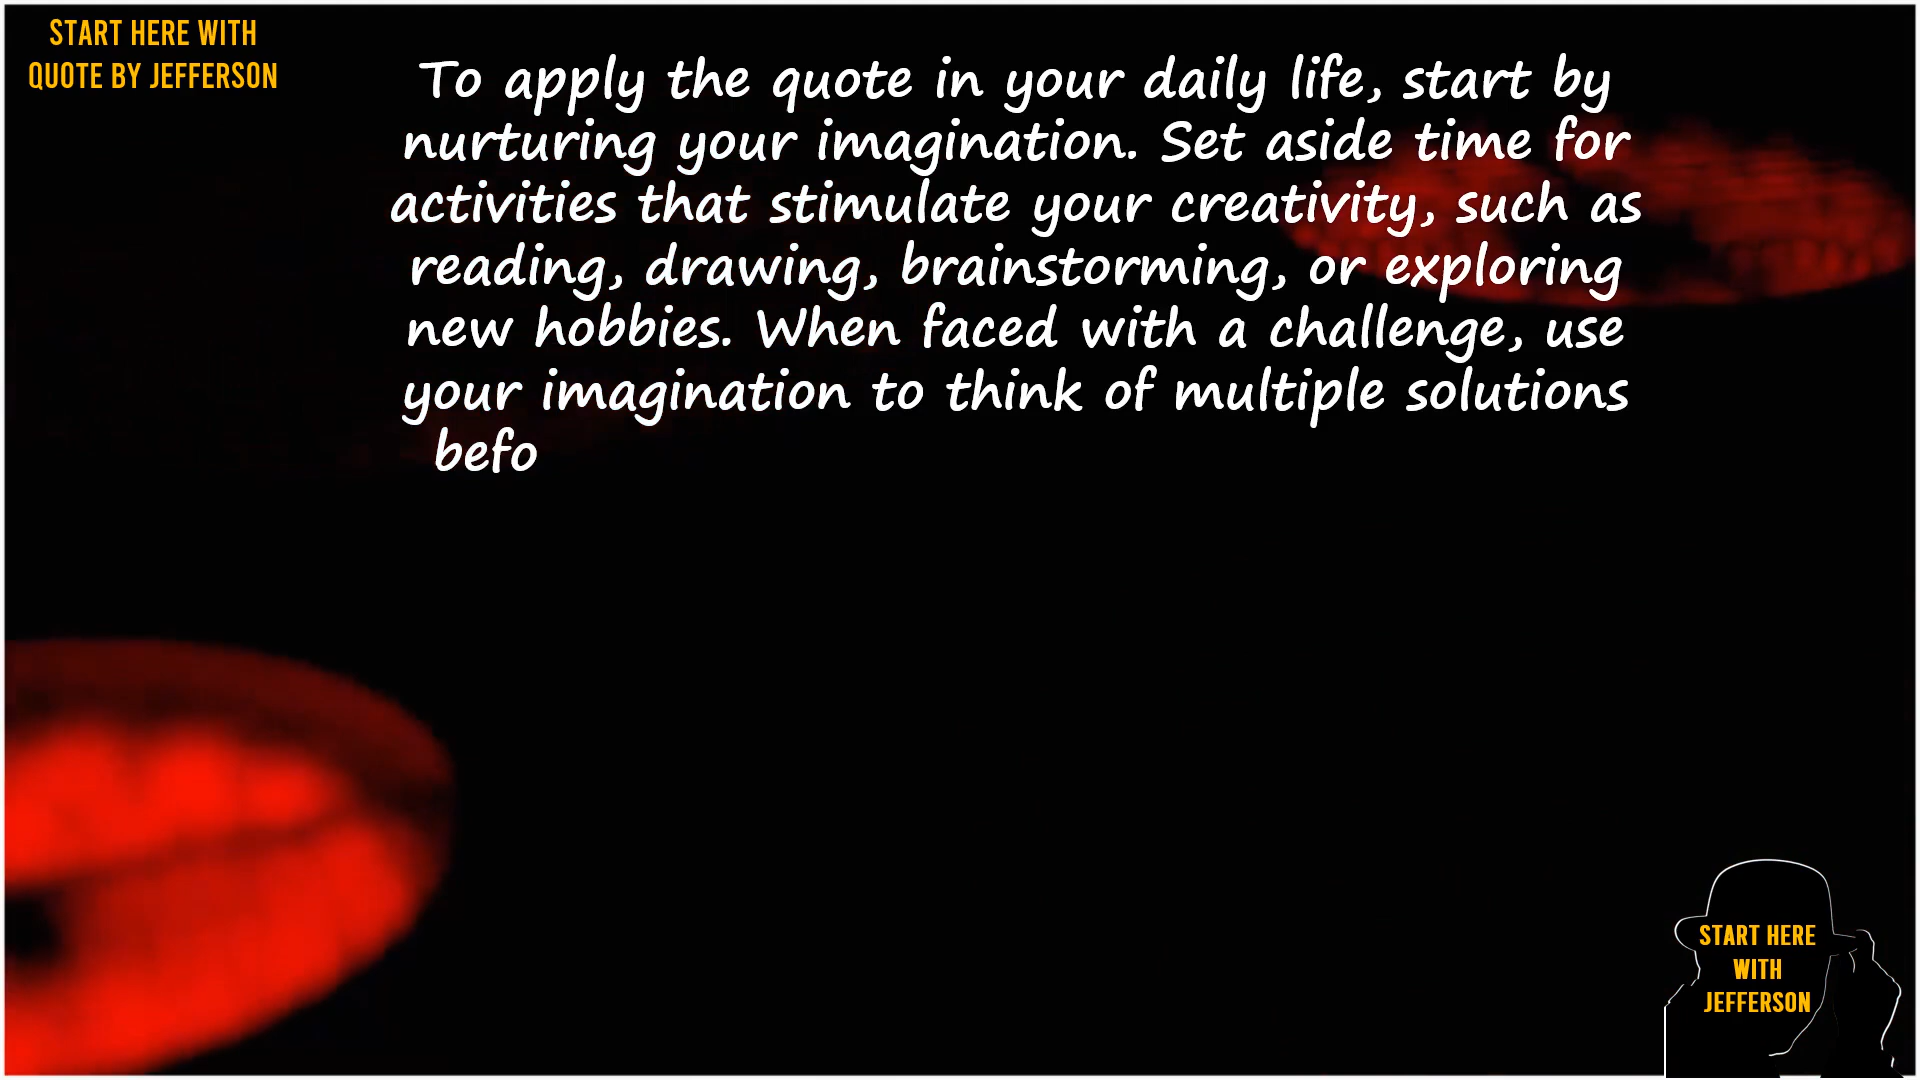 START HERE WITH
QUOTE BY JEFFERSON
To apply the quote in your daily life, start by
nurturing your imagination. Set aside time for
activities that stimulate your creativity, such as
reading, drawing, brainstorming, or exploring
new hobbies. When faced with a challenge, use
your imagination to think of multiple solutions
befo
START HERE
WITH
JEFFERSON